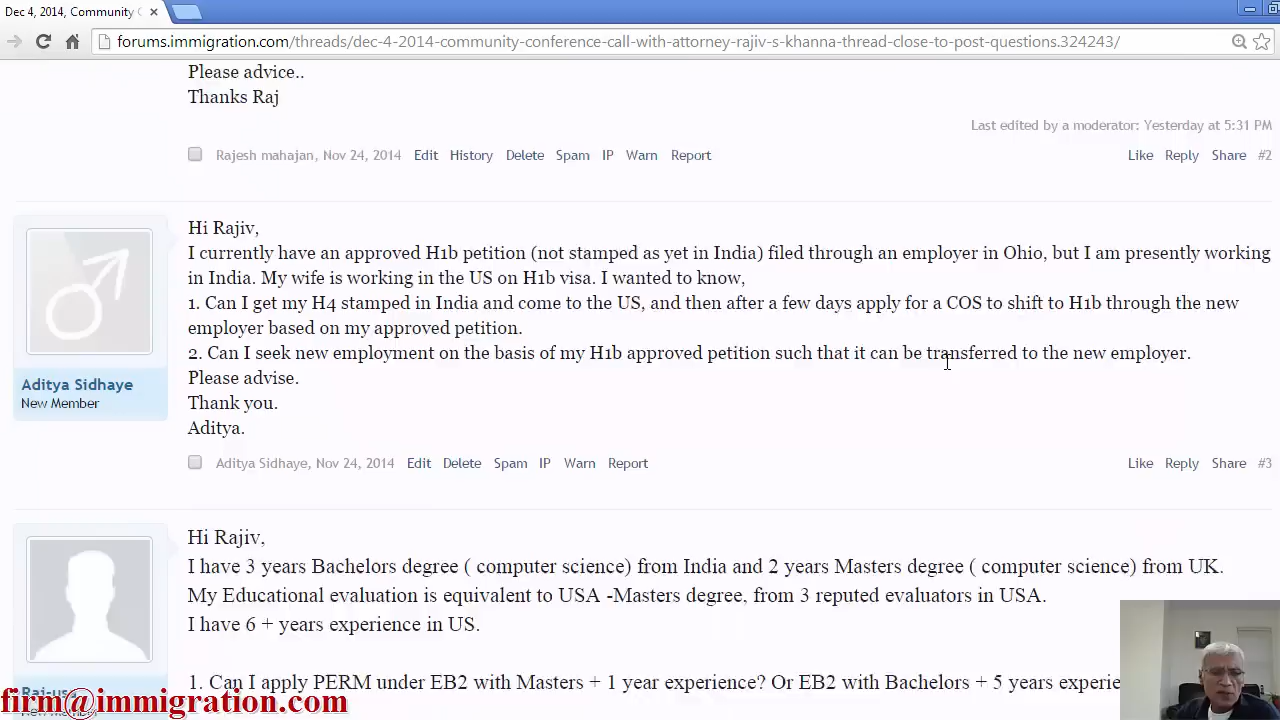 Dec 4, 2014, Community C
forums.immigration.com/threads/dec-4-2014-community-conference-call-with-attorney-rajiv-s-khanna-thread-close-to-post-questions.324243/
Please advice..
Thanks Raj
Last edited by a moderator: Yesterday at 5:31 PM
Rajesh mahajan, Nov 24, 2014 Edit History Delete Spam IP Warn Report Like Reply Share #2
Hi Rajiv,
I currently have an approved H1b petition (not stamped as yet in India) filed through an employer in Ohio, but I am presently working
in India. My wife is working in the US on H1b visa. I wanted to know,
1. Can I get my H4 stamped in India and come to the US, and then after a few days apply for a COS to shift to H1b through the new
employer based on my approved petition.
2. Can I seek new employment on the basis of my H1b approved petition such that it can be transferred to the new employer.
Please advise.
Thank you.
Aditya.
Aditya Sidhaye
New Member
Aditya Sidhaye, Nov 24, 2014 Edit Delete Spam IP Warn Report Like Reply Share #3
Hi Rajiv,
I have 3 years Bachelors degree ( computer science) from India and 2 years Masters degree ( computer science) from UK.
My Educational evaluation is equivalent to USA -Masters degree, from 3 reputed evaluators in USA.
I have 6 + years experience in US.
1. Can I apply PERM under EB2 with Masters + 1 year experience? Or EB2 with Bachelors + 5 years experie
firm@immigration.com